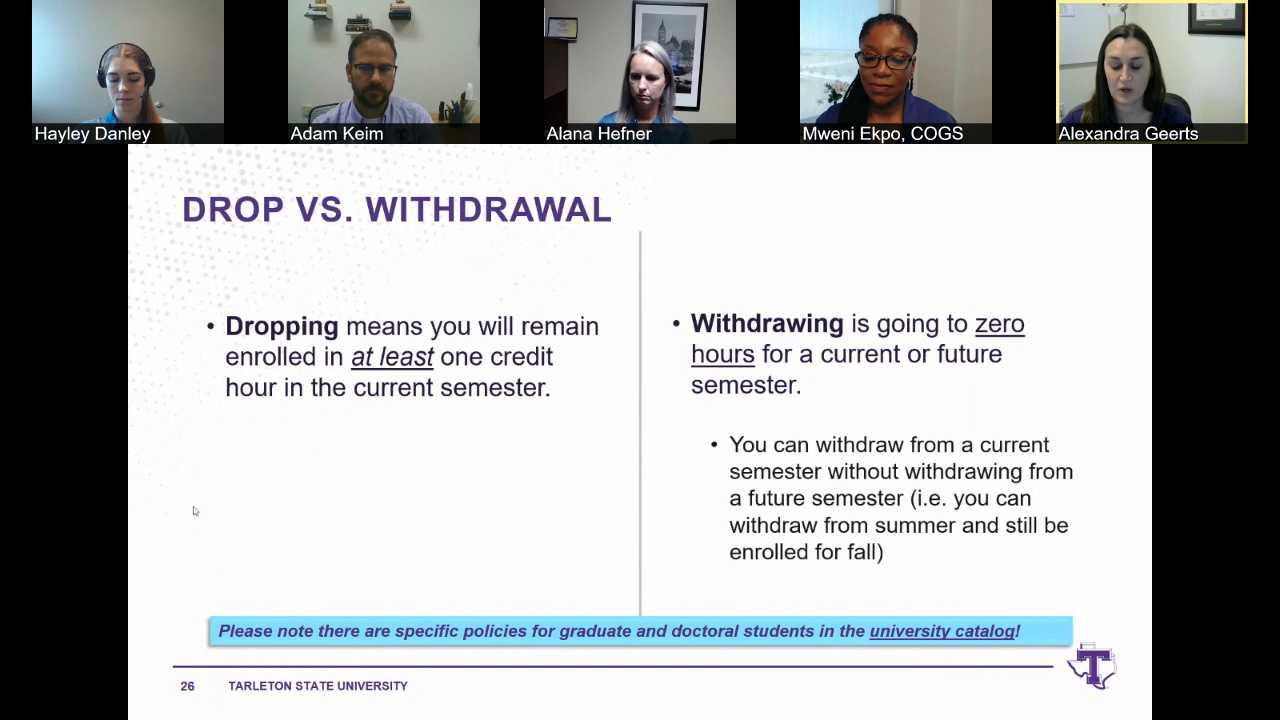 Hayley Danley
Adam Keim
Alana Hefner
Mweni Ekpo, COGS
Alexandra Geerts
DROP VS. WITHDRAWAL
• Dropping means you will remain
enrolled in at least one credit
hour in the current semester.
• Withdrawing is going to zero
hours for a current or future
semester.
• You can withdraw from a current
semester without withdrawing from
a future semester (i.e. you can
withdraw from summer and still be
enrolled for fall)
Please note there are specific policies for graduate and doctoral students in the university catalog!
26 TARLETON STATE UNIVERSITY
T